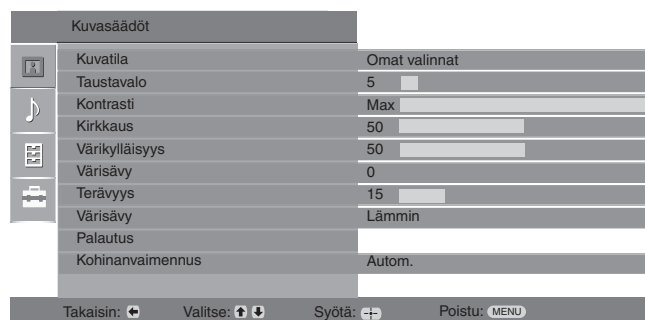 Kuvasäädöt
Kuvatila Omat valinnat
Taustavalo 5
Kontrasti Max
Kirkkaus 50
Värikylläisyys 50
Värisävy 0
Terävyys 15
Värisävy Lämmin
Palautus
Kohinanvaimennus Autom.
Takaisin: Valitse: Syötä: Poistu: MENU